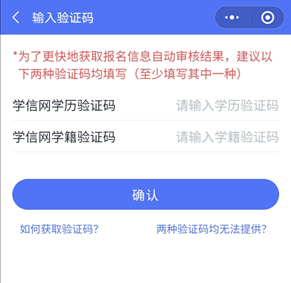 输入验证码
*为了更快地获取报名信息自动审核结果，建议以
下两种验证码均填写（至少填写其中一种）
学信网学历验证码 请输入学历验证码
学信网学籍验证码 请输入学籍验证码
确认
如何获取验证码？ 两种验证码均无法提供？